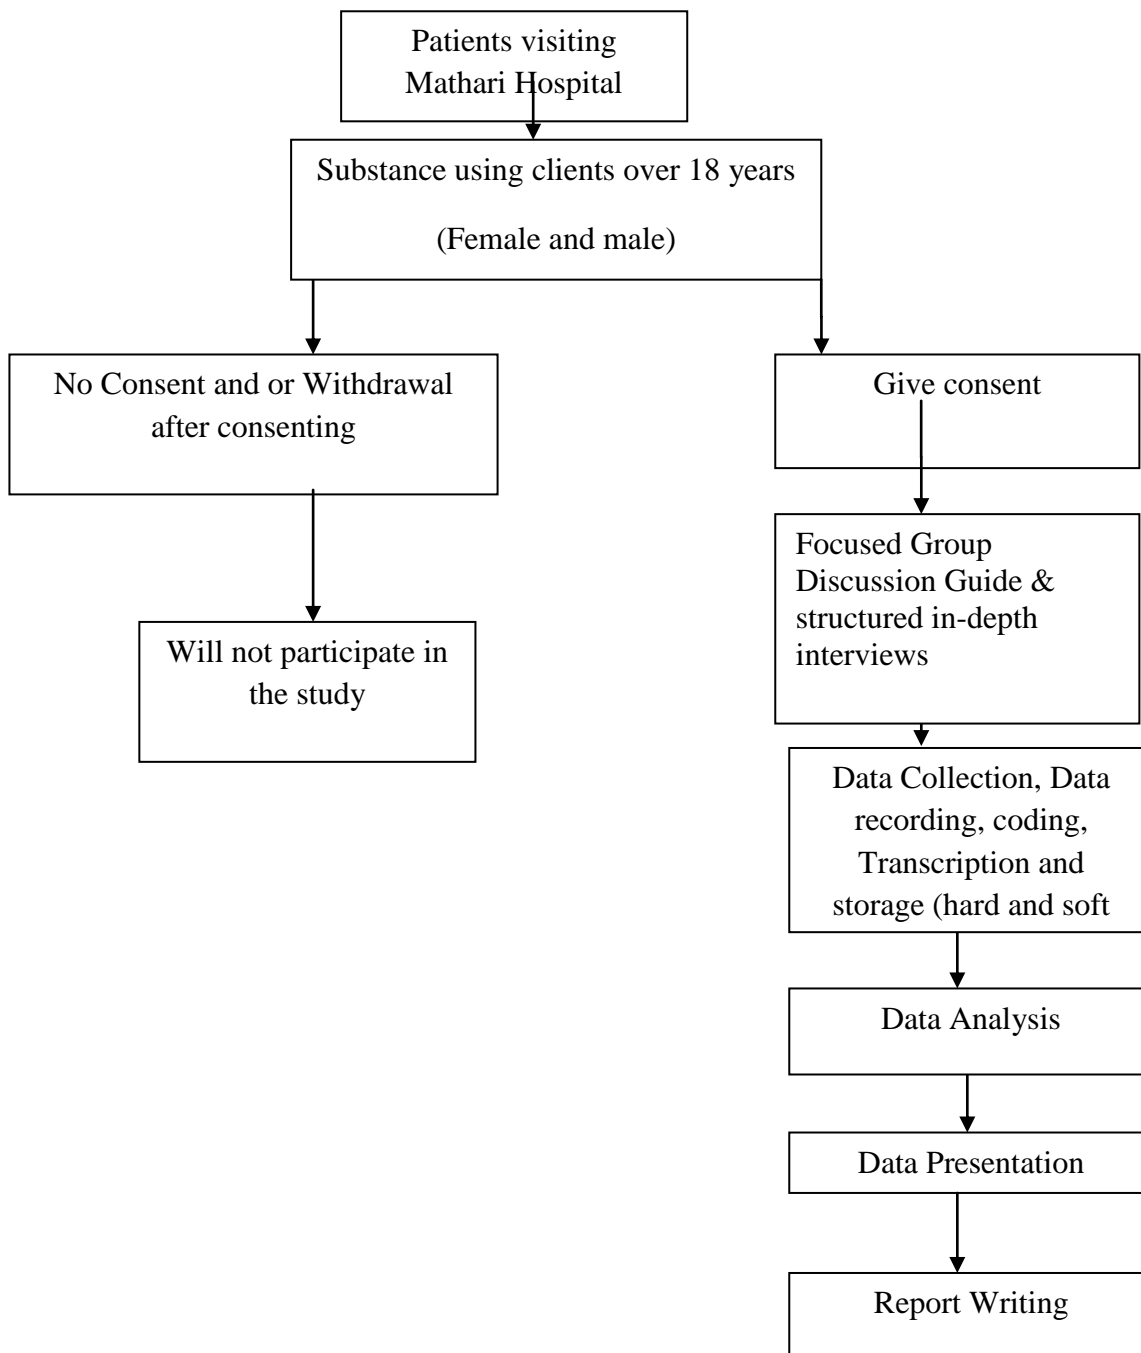 Patients visiting
Mathari Hospital
Substance using clients over 18 years
(Female and male)
No Consent and or Withdrawal
after consenting
Give consent
Focused Group
Discussion Guide &
structured in-depth
interviews
Will not participate in
the study
Data Collection, Data
recording, coding,
Transcription and
storage (hard and soft
Data Analysis
Data Presentation
Report Writing